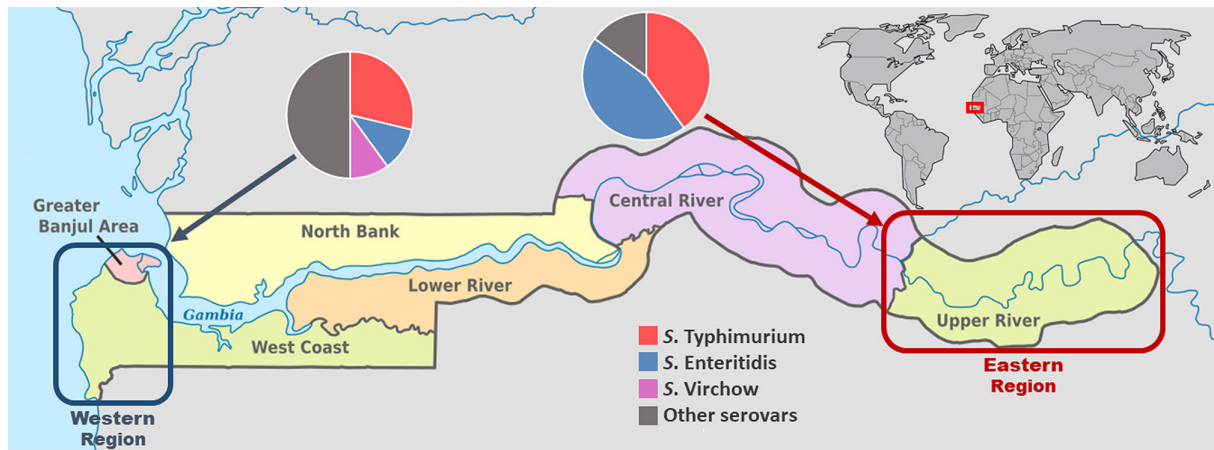 Greater
Banjul Area
North Bank
Central River
Lower River
Gambia
West Coast
Upper River
S. Typhimurium
S. Enteritidis
S. Virchow
Other serovars
Western
Region
Eastern
Region